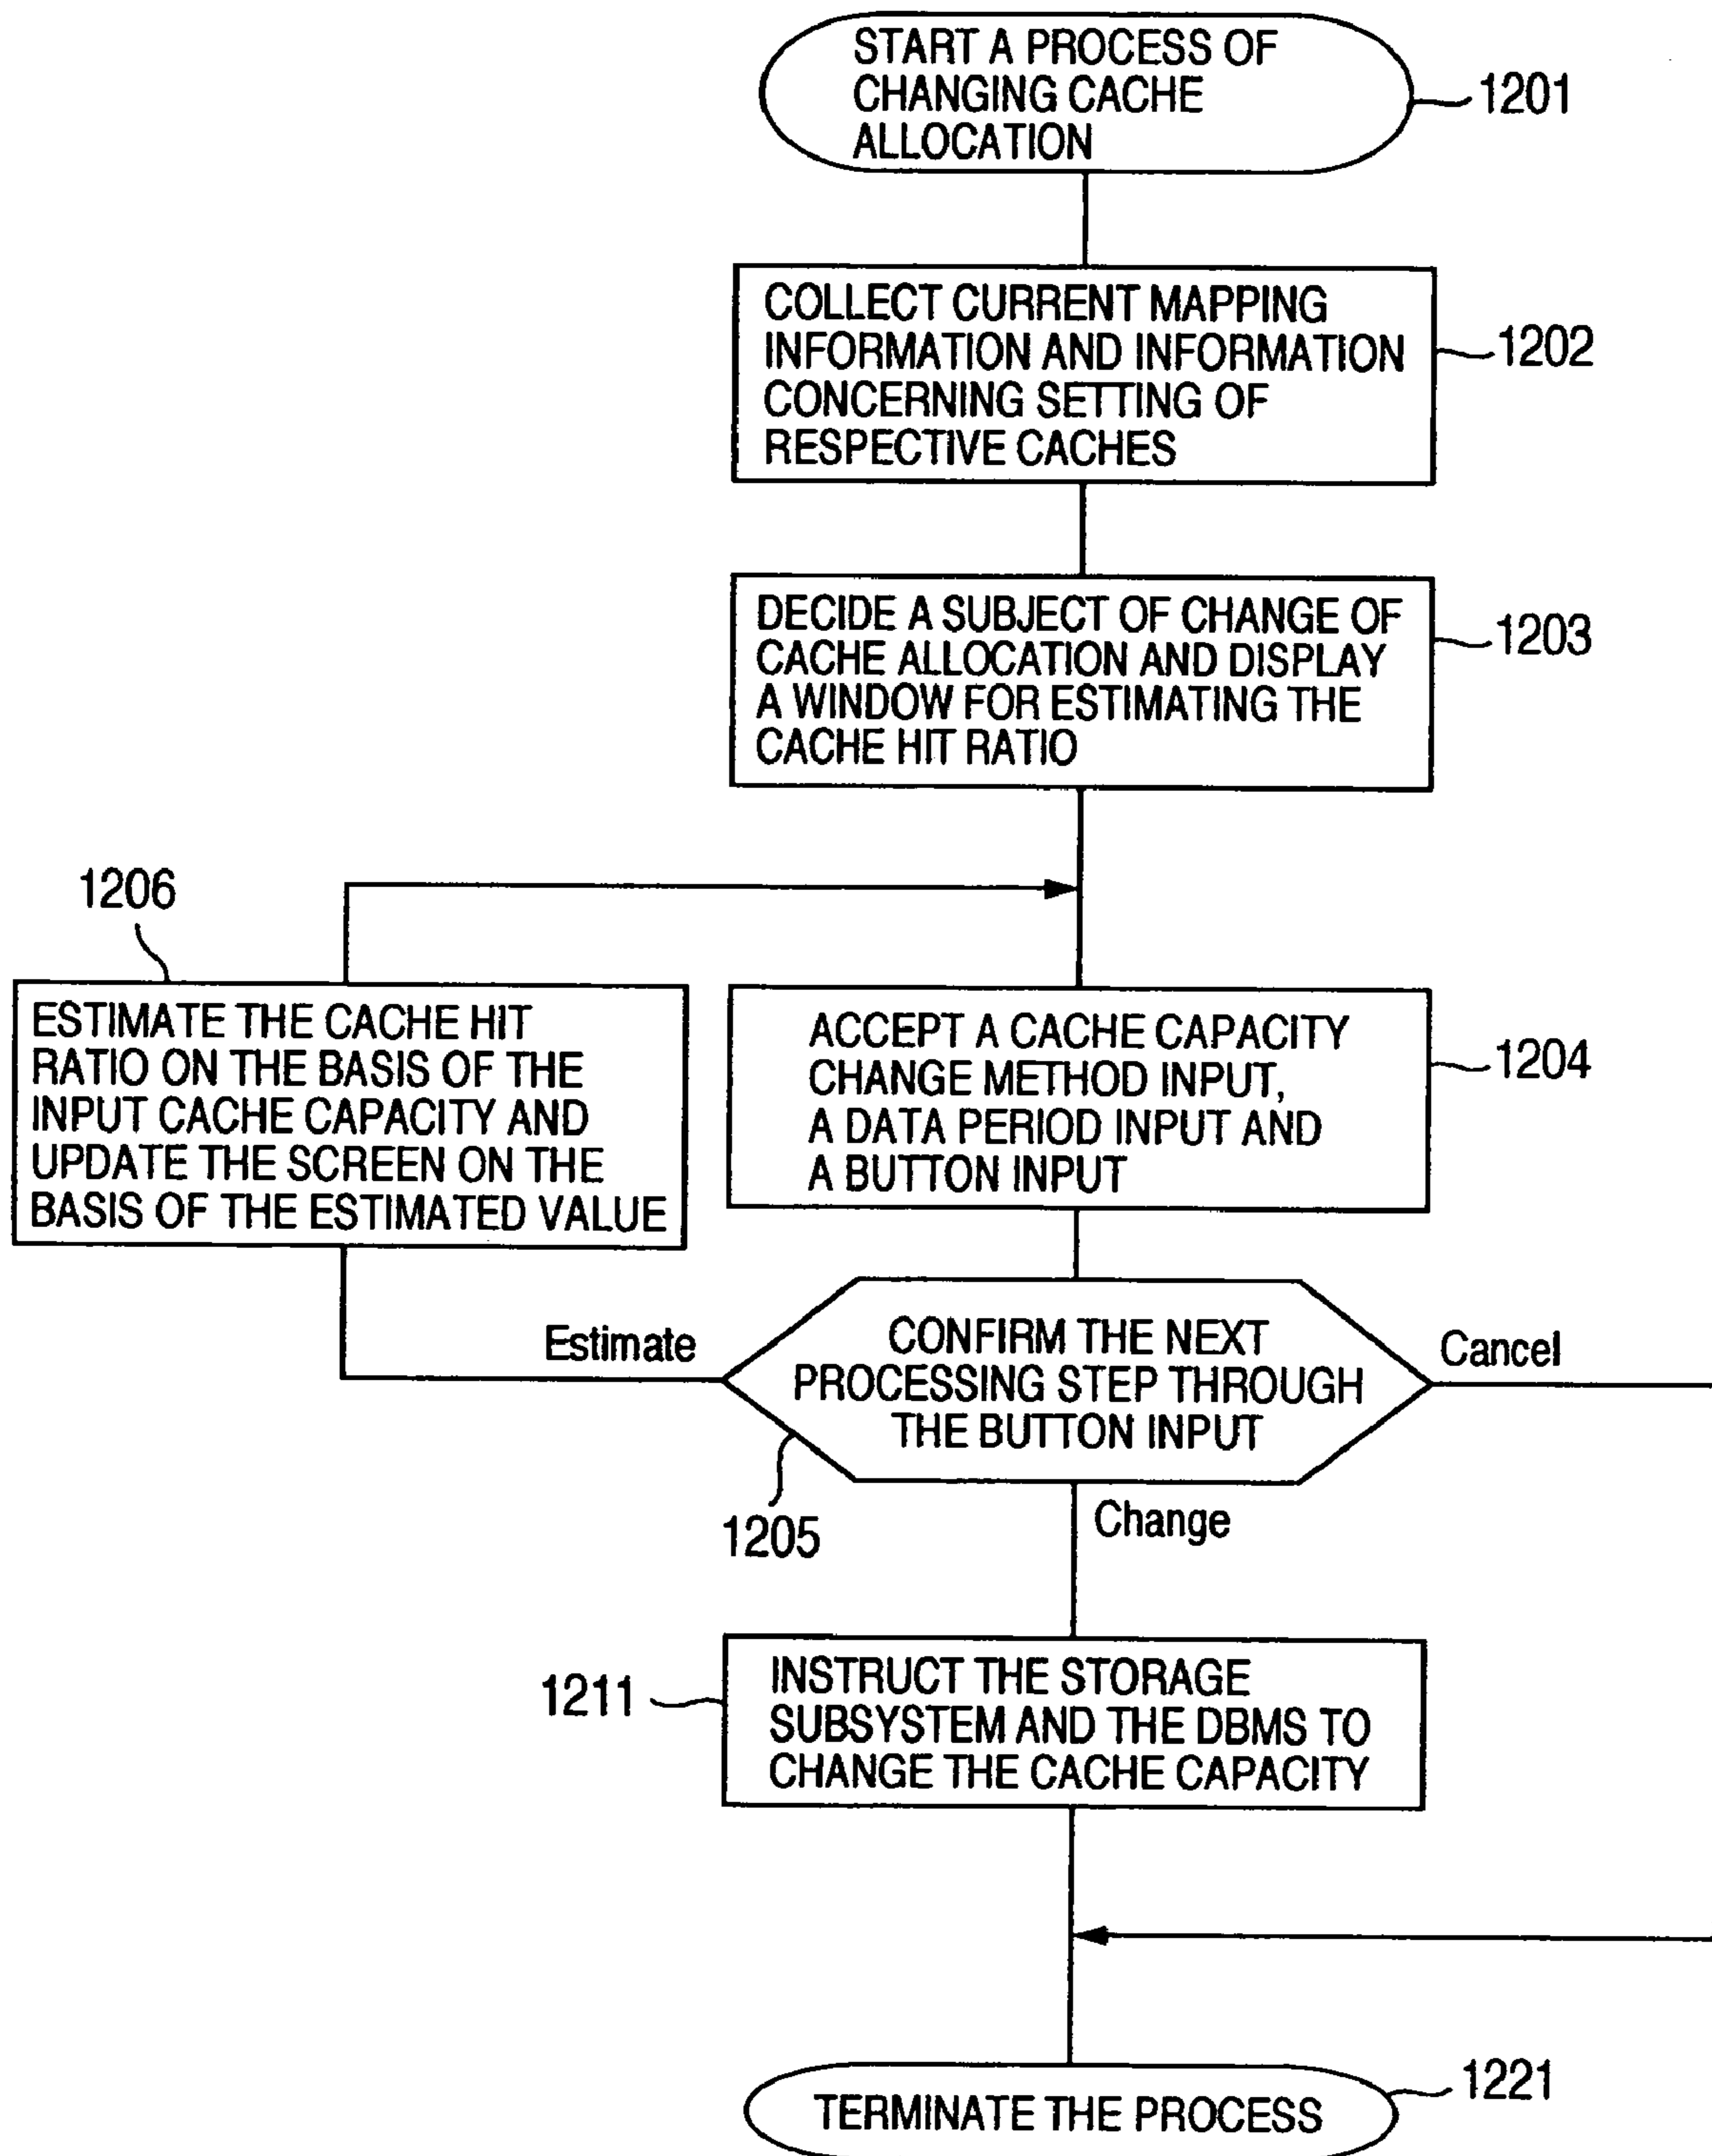 START A PROCESS OF
CHANGING CACHE
ALLOCATION
1201
COLLECT CURRENT MAPPING
INFORMATION AND INFORMATION
CONCERNING SETTING OF
RESPECTIVE CACHES
1202
DECIDE A SUBJECT OF CHANGE OF
CACHE ALLOCATION AND DISPLAY
A WINDOW FOR ESTIMATING THE
CACHE HIT RATIO
1203
1206
ESTIMATE THE CACHE HIT
RATIO ON THE BASIS OF THE
INPUT CACHE CAPACITY AND
UPDATE THE SCREEN ON THE
BASIS OF THE ESTIMATED VALUE
ACCEPT A CACHE CAPACITY
CHANGE METHOD INPUT,
A DATA PERIOD INPUT AND
A BUTTON INPUT
1204
Estimate
CONFIRM THE NEXT
PROCESSING STEP THROUGH
THE BUTTON INPUT
Cancel
1205
Change
1211
INSTRUCT THE STORAGE
SUBSYSTEM AND THE DBMS TO
CHANGE THE CACHE CAPACITY
TERMINATE THE PROCESS
1221